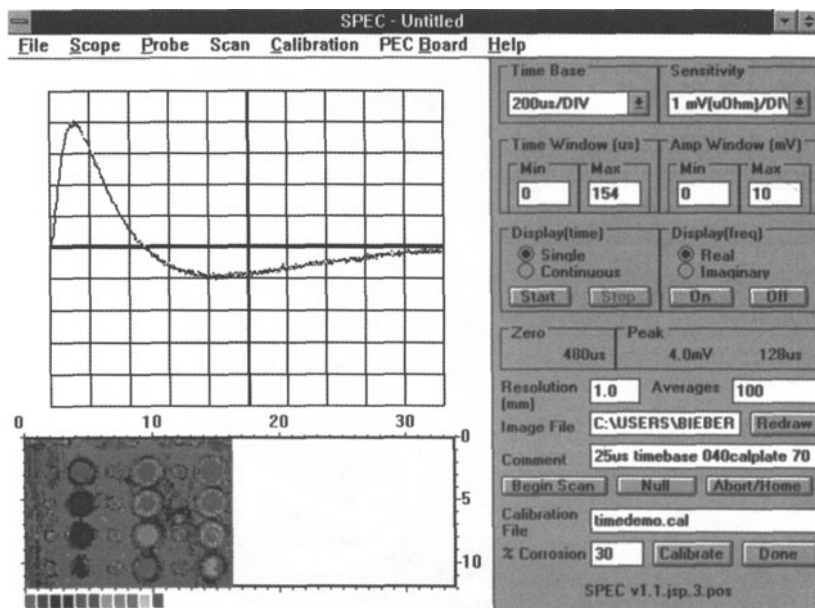 SPEC - Untitled
File Scope Probe Scan Calibration PEC Board Help
Time Base
Sensitivity
200us/DIV
1 mV(uOhm)/DIV
Time Window (us)
Amp Window (mV)
Min Max
Min Max
0 154
0 10
Display(time)
Display(freq)
Single
Real
Continuous
Imaginary
Start Stop
On Off
Zero
Peak
480us
4.0mV 128us
Resolution (mm) 1.0 Averages 100
Image File C:\USERS\BIEBER Redraw
Comment 25us timebase 040calplate 70
Begin Scan Null Abort/Home
Calibration File timedemo.cal
% Corrosion 30 Calibrate Done
SPEC v1.1.jsp.3.pos
0 10 20 30
0
5
10